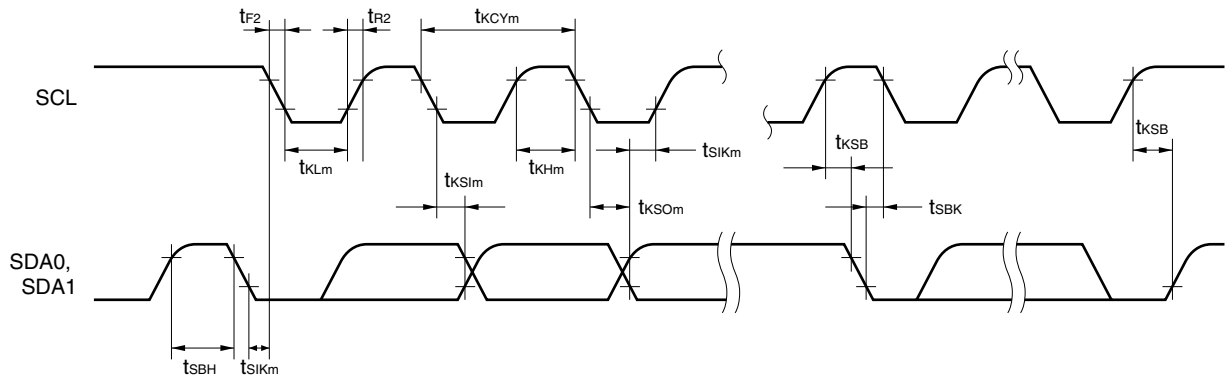 tF2
tR2
tKCYm
SCL
tKLm
tKSIm
tKHm
tKSOm
tSIKm
tKSB
tSBK
tKSB
SDA0,
SDA1
tSBH
tSIKm